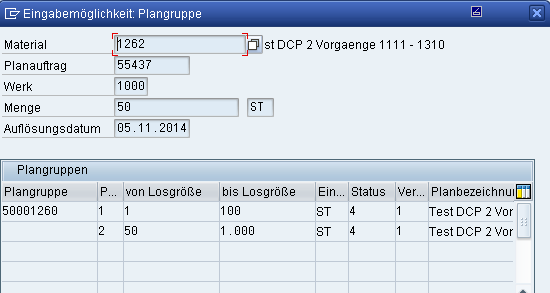 Eingabemöglichkeit: Plangruppe
Material 1262 st DCP 2 Vorgaenge 1111 - 1310
Planauftrag 55437
Werk 1000
Menge 50 ST
Auflösungsdatum 05.11.2014
Plangruppen
Plangruppe P... von Losgröße bis Losgröße Ein... Status Ver... Planbezeichnu
50001260 1 1 100 ST 4 1 Test DCP 2 Vor
2 50 1.000 ST 4 1 Test DCP 2 Vor